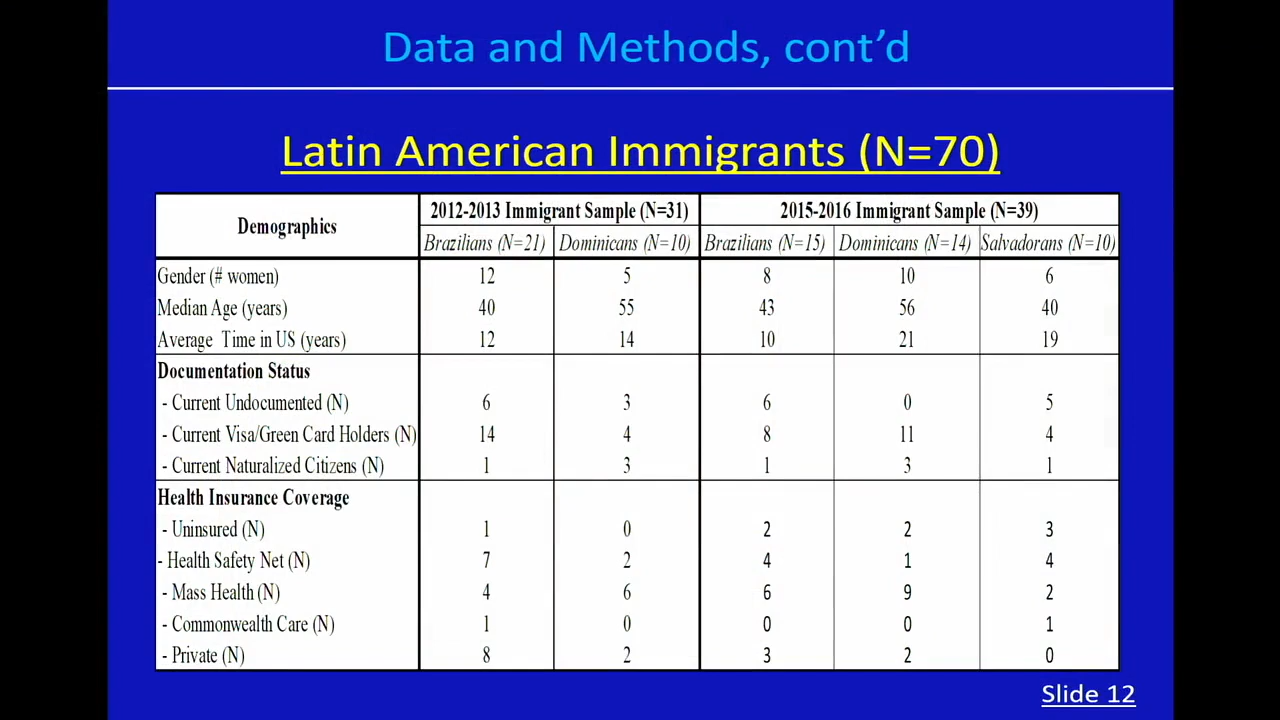 Data and Methods, cont’d
Latin American Immigrants (N=70)
Demographics 2012-2013 Immigrant Sample (N=31) 2015-2016 Immigrant Sample (N=39)
Brazilians (N=21) Dominicans (N=10) Brazilians (N=15) Dominicans (N=14) Salvadorans (N=10)
Gender (# women) 12 5 8 10 6
Median Age (years) 40 55 43 56 40
Average Time in US (years) 12 14 10 21 19
Documentation Status
- Current Undocumented (N) 6 3 6 0 5
- Current Visa/Green Card Holders (N) 14 4 8 11 4
- Current Naturalized Citizens (N) 1 3 1 3 1
Health Insurance Coverage
- Uninsured (N) 1 0 2 2 3
- Health Safety Net (N) 7 2 4 1 4
- Mass Health (N) 4 6 6 9 2
- Commonwealth Care (N) 1 0 0 0 1
- Private (N) 8 2 3 2 0
Slide 12